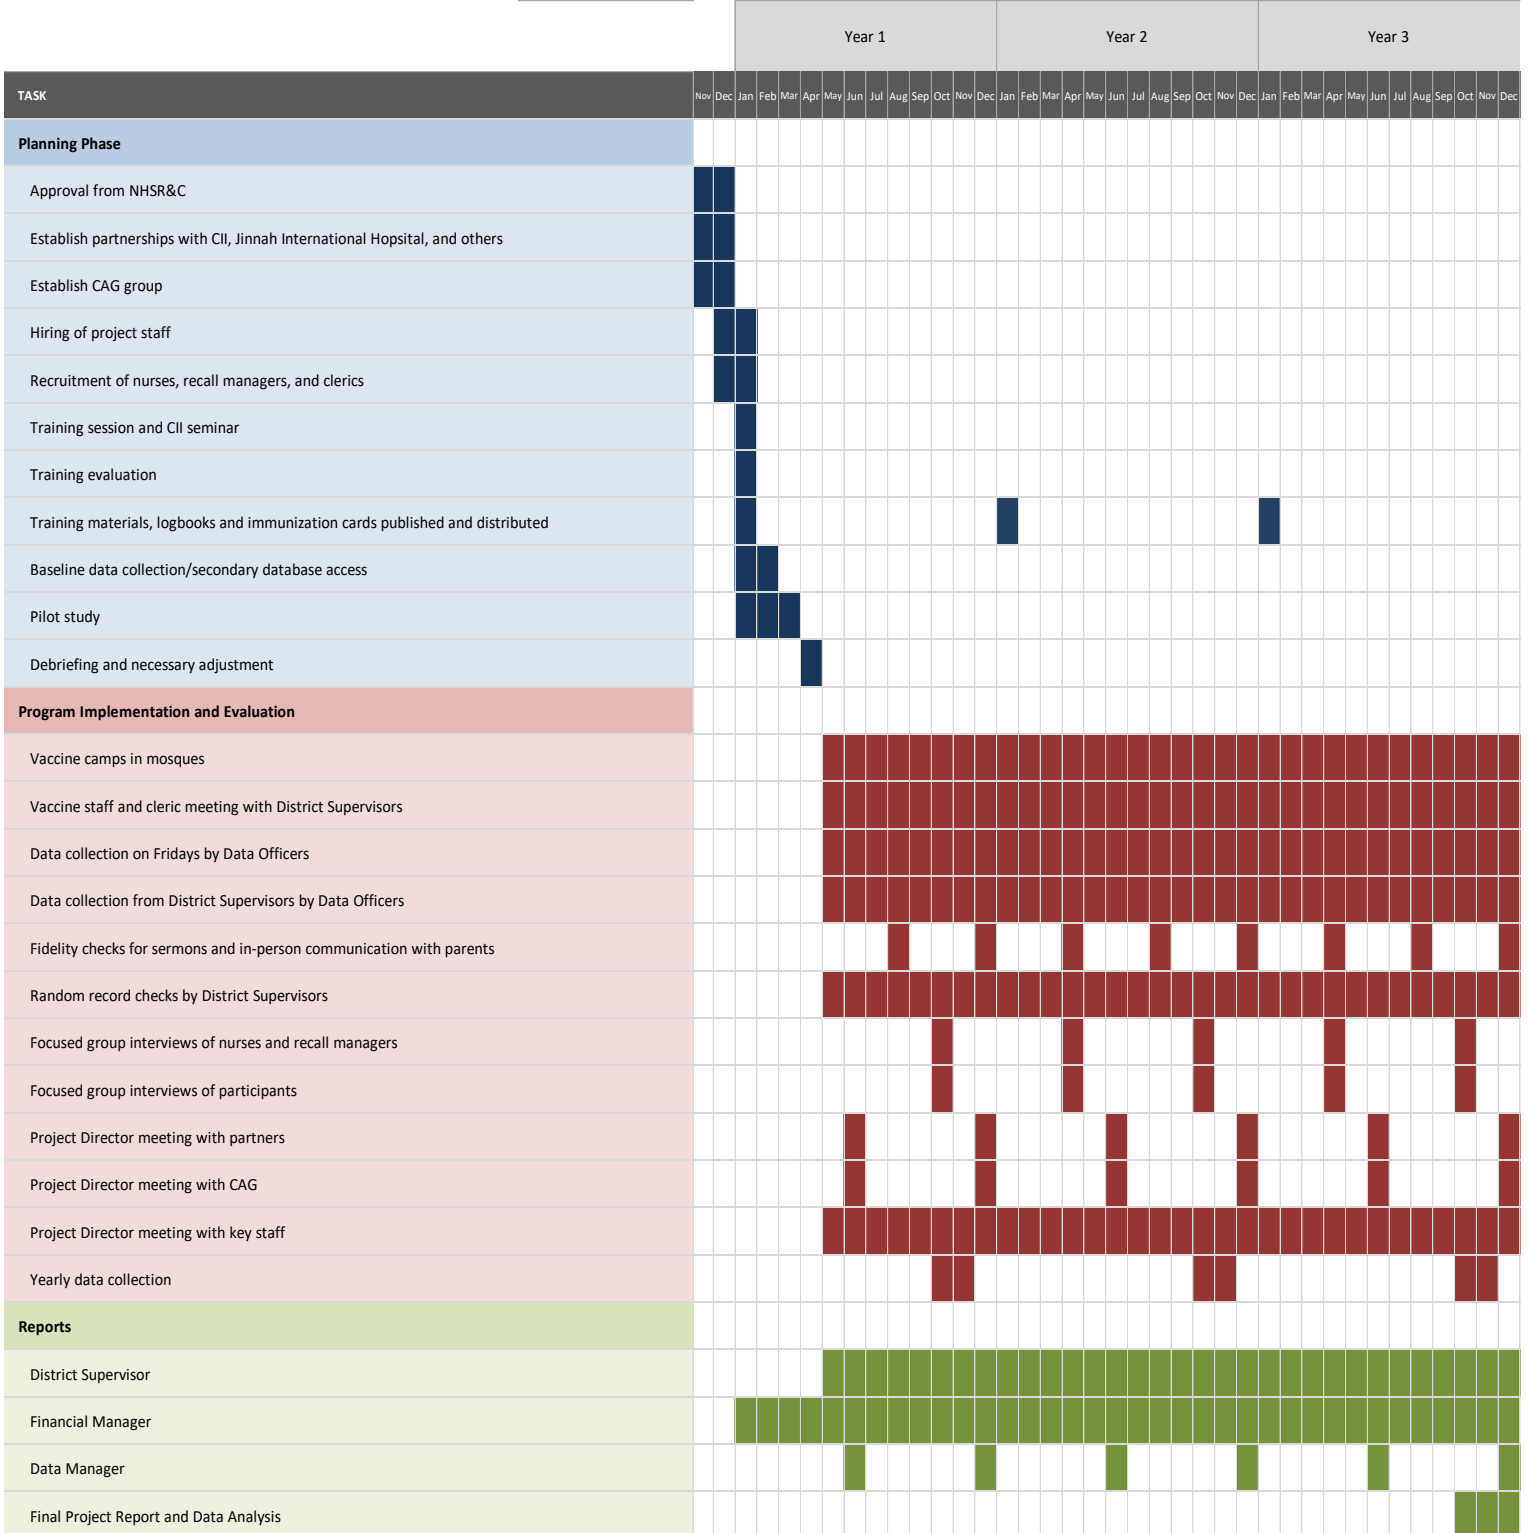 Year 1 Year 2 Year 3
TASK Nov Dec Jan Feb Mar Apr May Jun Jul Aug Sep Oct Nov Dec Jan Feb Mar Apr May Jun Jul Aug Sep Oct Nov Dec Jan Feb Mar Apr May Jun Jul Aug Sep Oct Nov Dec
Planning Phase
Approval from NHSR&C
Establish partnerships with CII, Jinnah International Hopsital, and others
Establish CAG group
Hiring of project staff
Recruitment of nurses, recall managers, and clerics
Training session and CII seminar
Training evaluation
Training materials, logbooks and immunization cards published and distributed
Baseline data collection/secondary database access
Pilot study
Debriefing and necessary adjustment
Program Implementation and Evaluation
Vaccine camps in mosques
Vaccine staff and cleric meeting with District Supervisors
Data collection on Fridays by Data Officers
Data collection from District Supervisors by Data Officers
Fidelity checks for sermons and in-person communication with parents
Random record checks by District Supervisors
Focused group interviews of nurses and recall managers
Focused group interviews of participants
Project Director meeting with partners
Project Director meeting with CAG
Project Director meeting with key staff
Yearly data collection
Reports
District Supervisor
Financial Manager
Data Manager
Final Project Report and Data Analysis